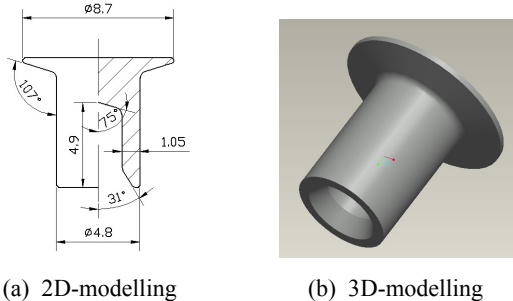 ø8.7
107°
75°
4.9
1.05
31°
ø4.8
(a) 2D-modelling
(b) 3D-modelling